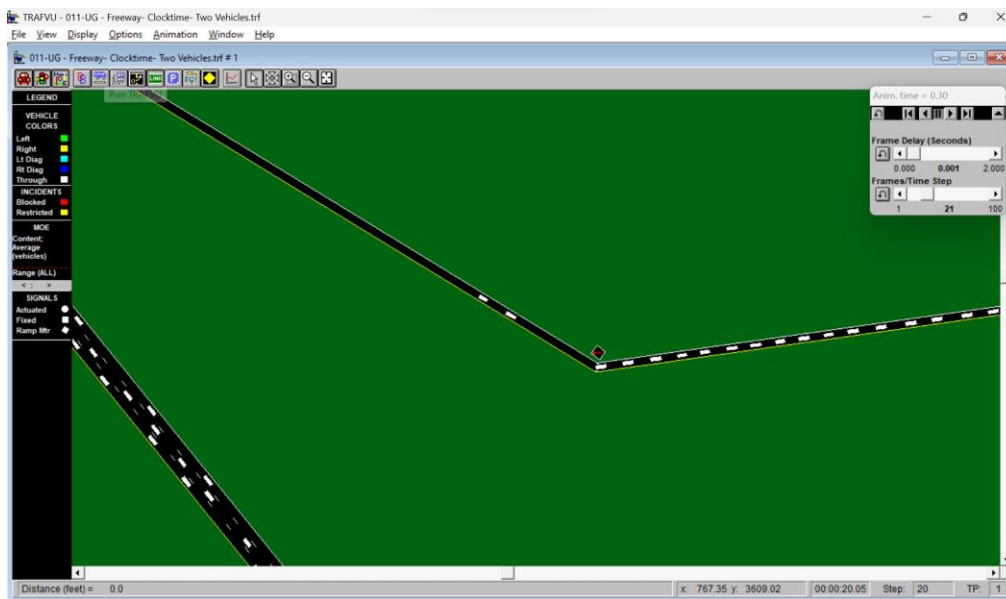 TRAFVU - 011-UG - Freeway- Clocktime- Two Vehicles.trf
File View Display Options Animation Window Help
011-UG - Freeway- Clocktime- Two Vehicles.trf # 1
Run TRAFVU
LEGEND
VEHICLE
COLORS
Left
Right
Lt Diag
Rt Diag
Through
INCIDENTS
Blocked
Restricted
MOE
Content;
Average
(vehicles)
Range (ALL)
< : >
SIGNALS
Actuated
Fixed
Ramp Mtr
Anim. time = 0.30
Frame Delay (Seconds)
0.000 0.001 2.000
Frames/Time Step
1 21 100
Distance (feet) = 0.0
x: 767.35 y: 3609.02 00:00:20.05 Step: 20 TP: 1